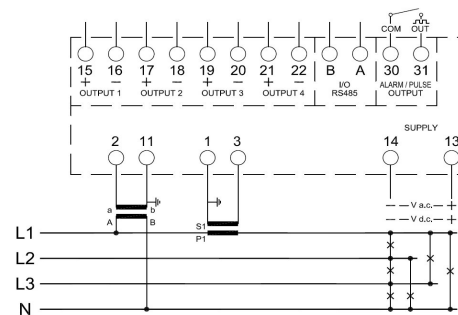 COM OUT
15 16 17 18 19 20 21 22 B A 30 31
+ − + − + − + −
OUTPUT 1 OUTPUT 2 OUTPUT 3 OUTPUT 4 I/O RS485 ALARM / PULSE OUTPUT
SUPPLY
2 11 1 3 14 13
a b
A B
S1
P1
− V a.c. − +
− V d.c. − +
L1
L2
L3
N